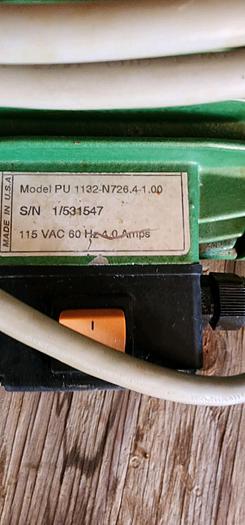 MADE IN U.S.A
Model PU 1132-N726.4-1.00
S/N 1/531547
115 VAC 60 Hz 4.0 Amps